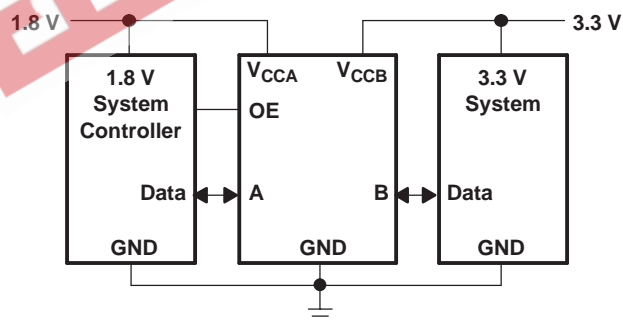 1.8 V
3.3 V
1.8 V
System
Controller
VCCA
VCCB
OE
3.3 V
System
Data
A
B
Data
GND
GND
GND